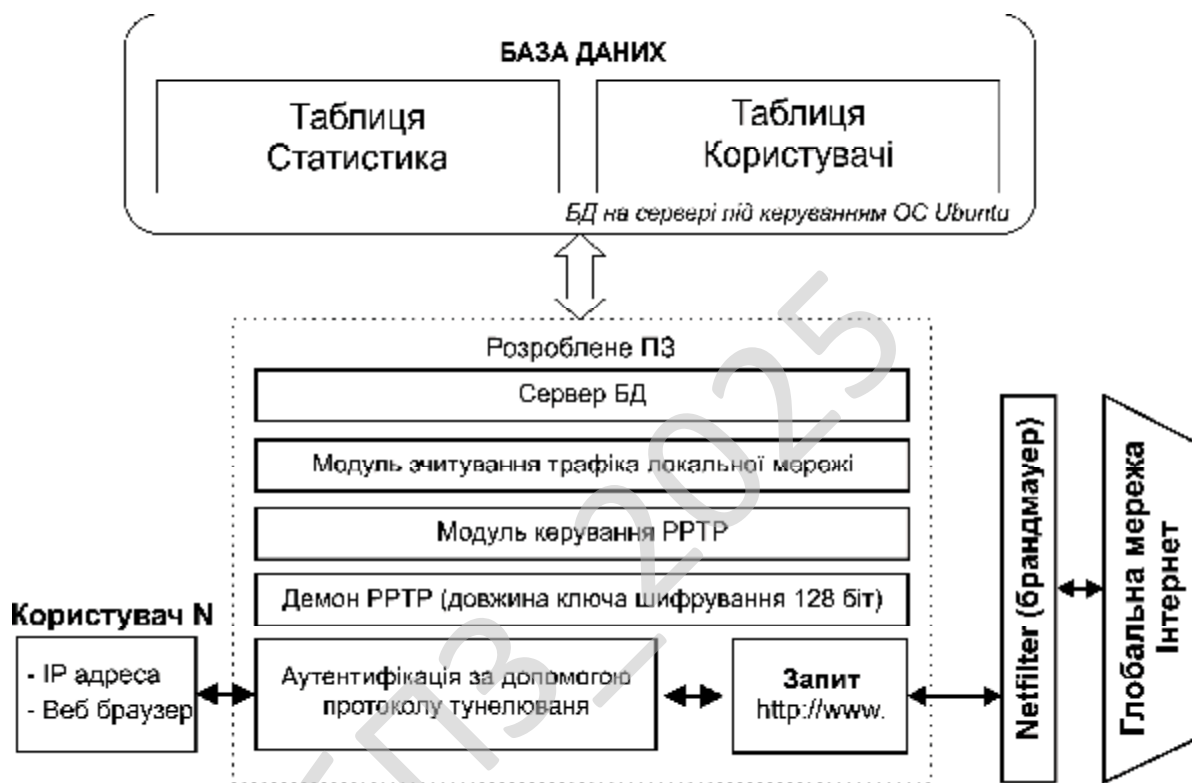 БАЗА ДАНИХ
Таблиця
Статистика
Таблиця
Користувачі
БД на сервері під керуванням ОС Ubuntu
Розроблене ПЗ
Сервер БД
Модуль зчитування трафіка локальної мережі
Модуль керування PPTP
Демон PPTP (довжина ключа шифрування 128 біт)
Користувач N
- IP адреса
- Веб браузер
Аутентифікація за допомогою
протоколу тунелюваня
Запит
http://www.
Netfilter (брандмауер)
Глобальна мережа
Інтернет
ПЗ_2025